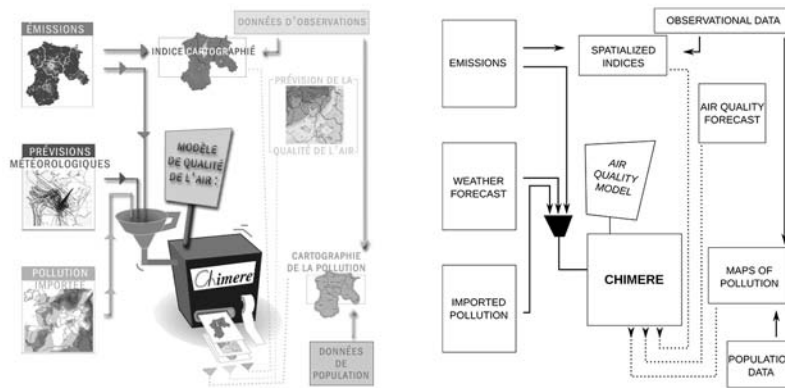 ÉMISSIONS
DONNÉES D'OBSERVATIONS
INDICE CARTOGRAPHIÉ
PRÉVISION DE LA
QUALITÉ DE L'AIR
PRÉVISIONS
MÉTÉOROLOGIQUES
MODÈLE
DE QUALITÉ
DE L'AIR :
POLLUTION
IMPORTÉE
Chimere
CARTOGRAPHIE
DE LA POLLUTION
DONNÉES
DE
POPULATION
OBSERVATIONAL DATA
EMISSIONS
SPATIALIZED
INDICES
AIR QUALITY
FORECAST
WEATHER
FORECAST
AIR
QUALITY
MODEL
IMPORTED
POLLUTION
CHIMERE
MAPS OF
POLLUTION
POPULATION
DATA